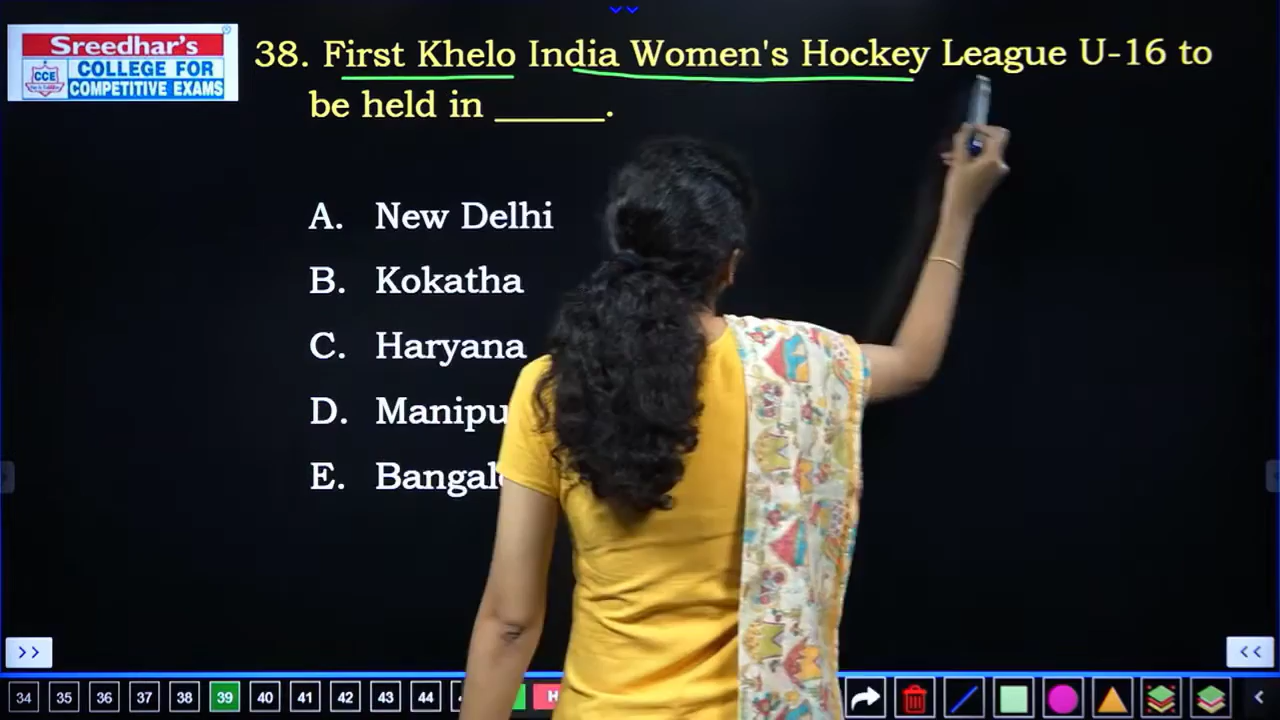 Sreedhar's
CCE
COLLEGE FOR
COMPETITIVE EXAMS
38. First Khelo India Women's Hockey League U-16 to
be held in ______.
A. New Delhi
B. Kokatha
C. Haryana
D. Manipu
E. Bangal
>>
<<
34 35 36 37 38 39 40 41 42 43 44
H